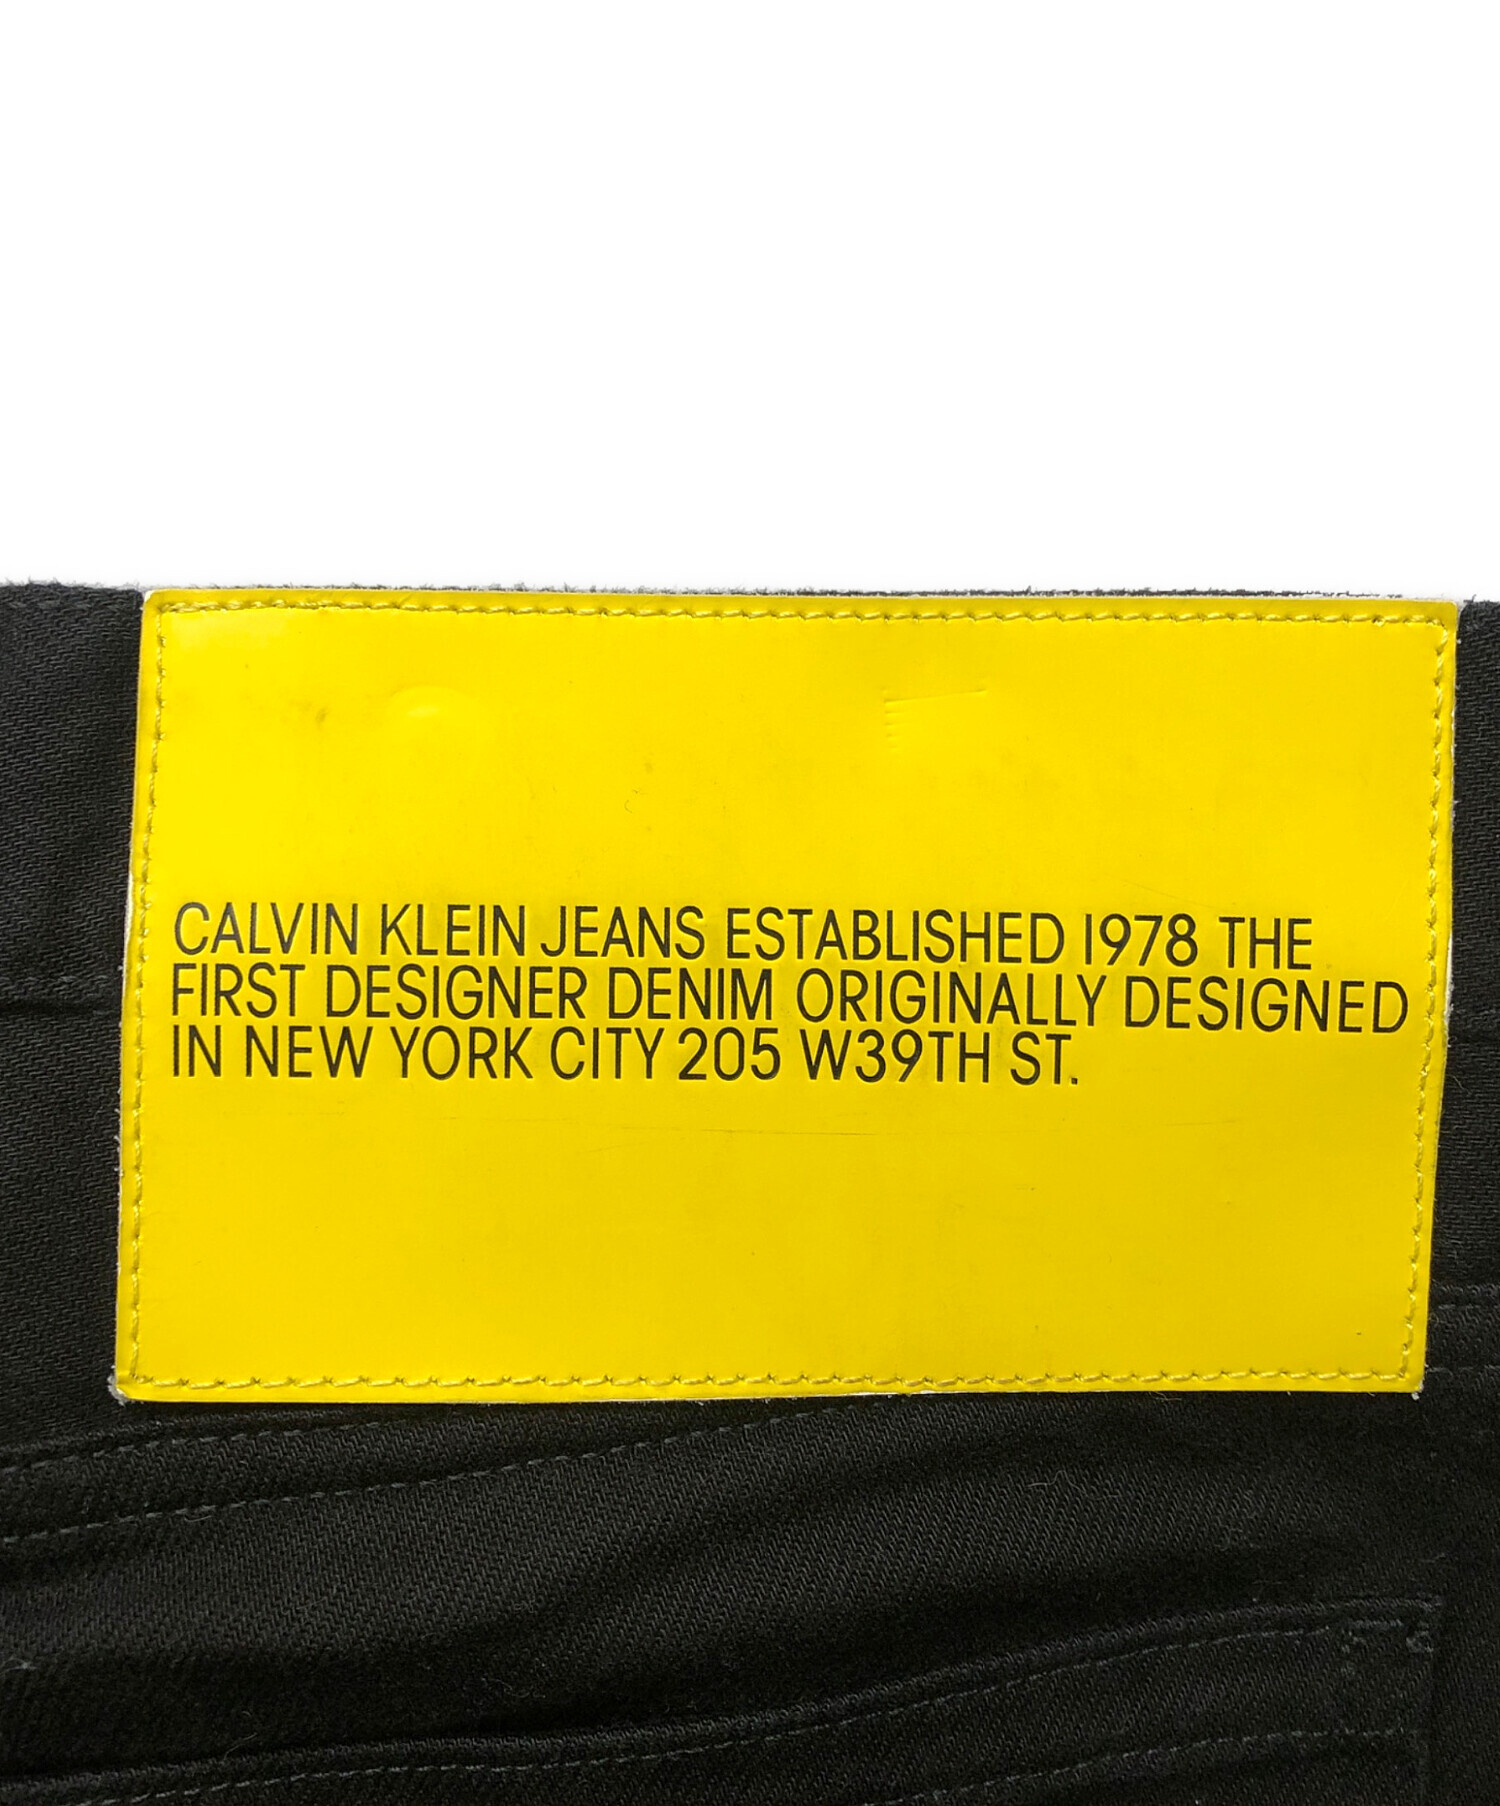 CALVIN KLEIN JEANS ESTABLISHED 1978 THE
FIRST DESIGNER DENIM ORIGINALLY DESIGNED
IN NEW YORK CITY 205 W39TH ST.